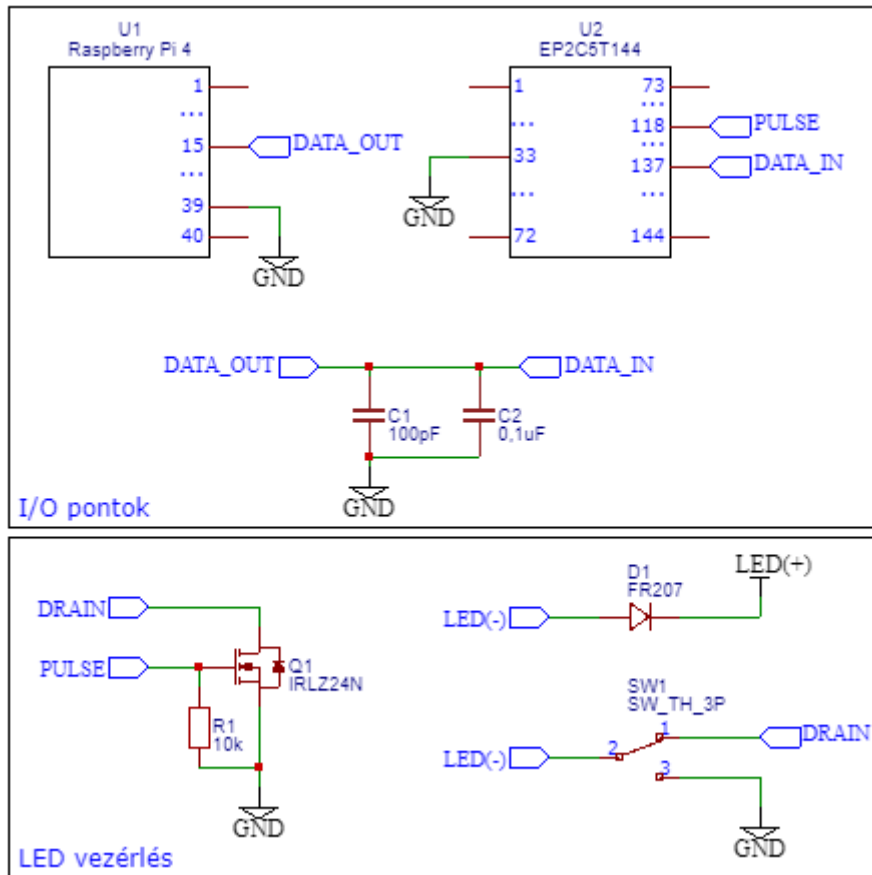 U1
Raspberry Pi 4
1
...
15
DATA_OUT
...
39
40
GND
U2
EP2C5T144
1
73
...
...
118
PULSE
...
33
137
DATA_IN
...
...
GND
72
144
DATA_OUT
DATA_IN
C1
100pF
C2
0,1uF
GND
I/O pontok
DRAIN
PULSE
Q1
IRLZ24N
R1
10k
GND
D1
FR207
LED(+)
LED(-)
SW1
SW_TH_3P
1
DRAIN
LED(-)
2
3
GND
LED vezérlés